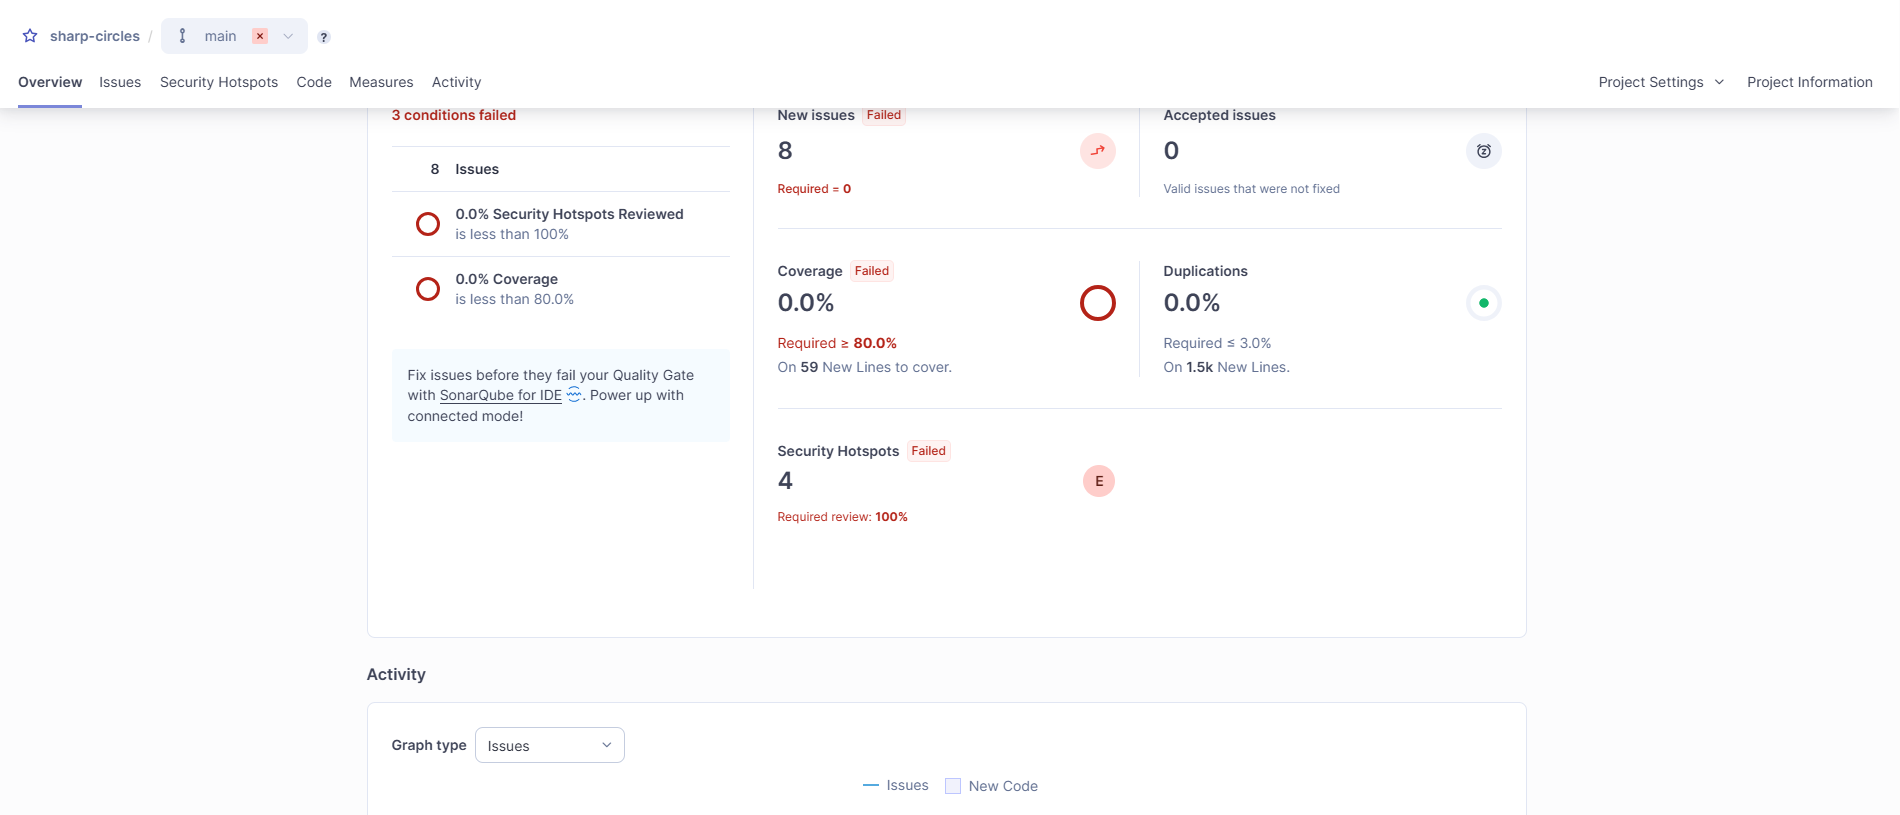 sharp-circles / main ?
Overview Issues Security Hotspots Code Measures Activity Project Settings Project Information
3 conditions failed
8 Issues
0.0% Security Hotspots Reviewed
is less than 100%
0.0% Coverage
is less than 80.0%
Fix issues before they fail your Quality Gate
with SonarQube for IDE . Power up with
connected mode!
New issues Failed
8
Required = 0
Accepted issues
0
Valid issues that were not fixed
Coverage Failed
0.0%
Required ≥ 80.0%
On 59 New Lines to cover.
Duplications
0.0%
Required ≤ 3.0%
On 1.5k New Lines.
Security Hotspots Failed
4
E
Required review: 100%
Activity
Graph type Issues
Issues New Code